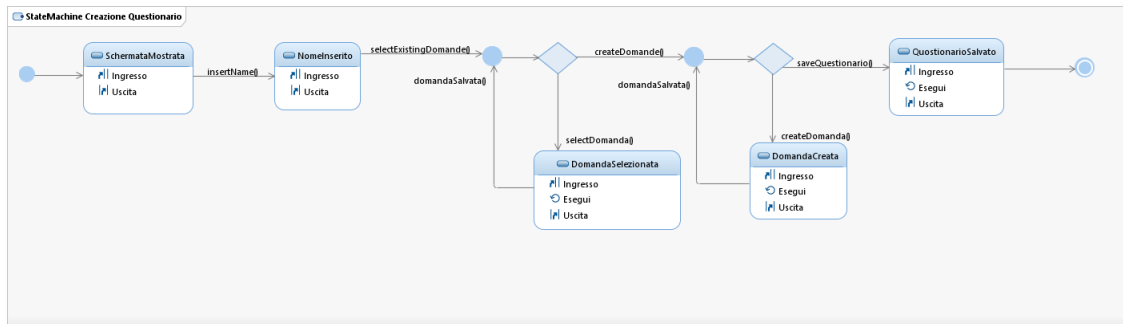 StateMachine Creazione Questionario
SchermataMostrata
Ingresso
Uscita
insertName()
NomeInserito
Ingresso
Uscita
selectExistingDomande()
domandaSalvata()
selectDomanda()
DomandaSelezionata
Ingresso
Esegui
Uscita
createDomande()
domandaSalvata()
createDomanda()
DomandaCreata
Ingresso
Esegui
Uscita
saveQuestionario()
QuostionarioSalvato
Ingresso
Esegui
Uscita